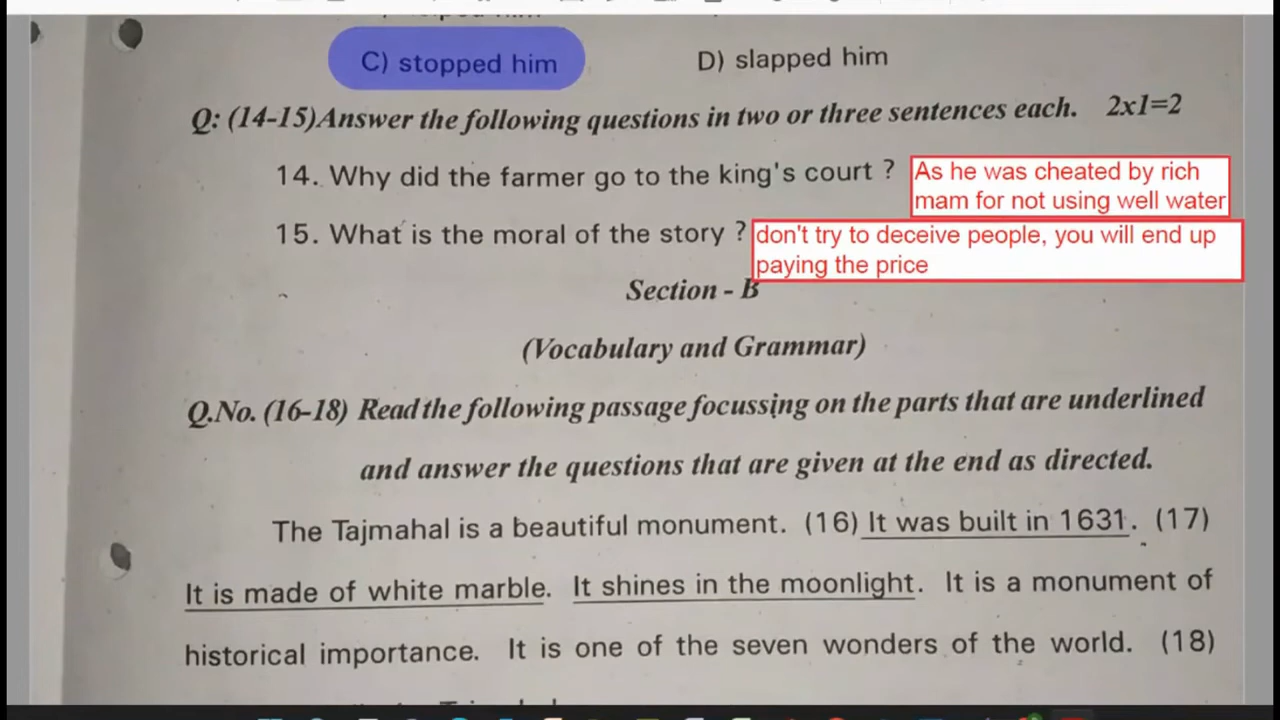 C) stopped him D) slapped him
Q: (14-15)Answer the following questions in two or three sentences each. 2x1=2
14. Why did the farmer go to the king's court ? As he was cheated by rich
mam for not using well water
15. What is the moral of the story ? don't try to deceive people, you will end up
paying the price
Section - B
(Vocabulary and Grammar)
Q.No. (16-18) Read the following passage focussing on the parts that are underlined
and answer the questions that are given at the end as directed.
The Tajmahal is a beautiful monument. (16) It was built in 1631. (17)
It is made of white marble. It shines in the moonlight. It is a monument of
historical importance. It is one of the seven wonders of the world. (18)